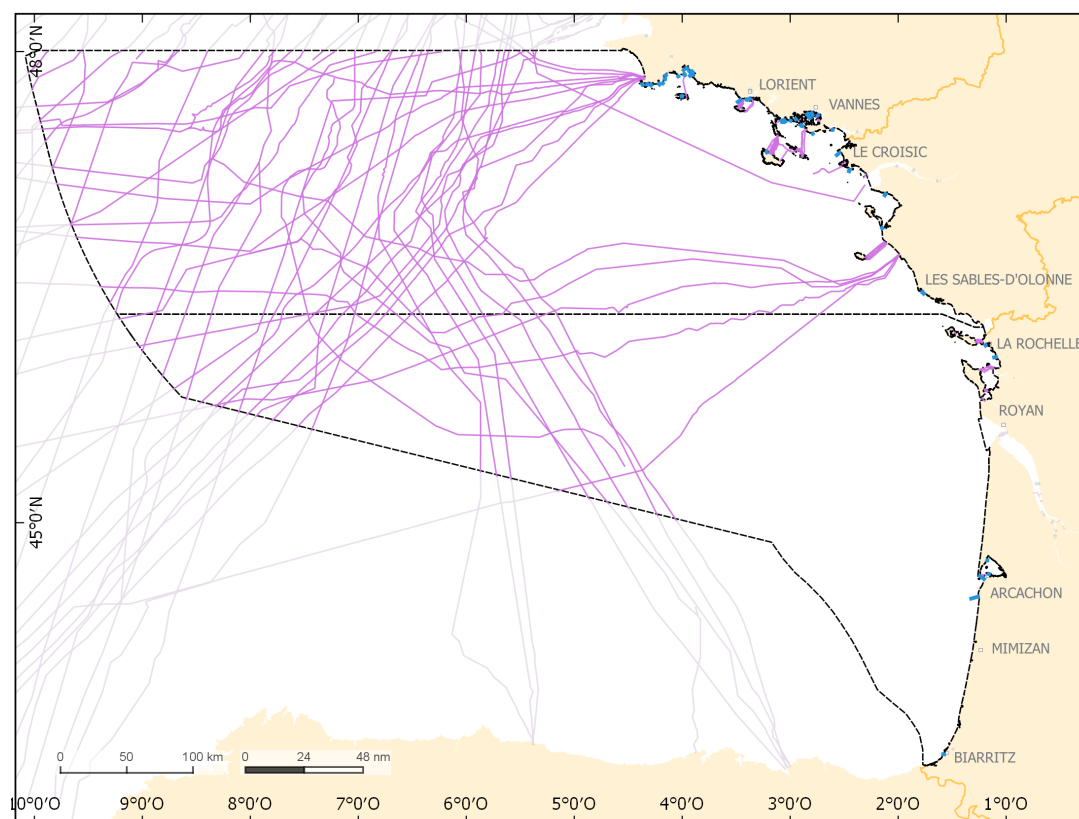 48°0'N
LORIENT
VANNES
LE CROISIC
LES SABLES-D'OLONNE
LA ROCHELLE
ROYAN
45°0'N
ARCACHON
MIMIZAN
BIARRITZ
0 50 100 km
0 24 48 nm
10°0'O 9°0'O 8°0'O 7°0'O 6°0'O 5°0'O 4°0'O 3°0'O 2°0'O 1°0'O